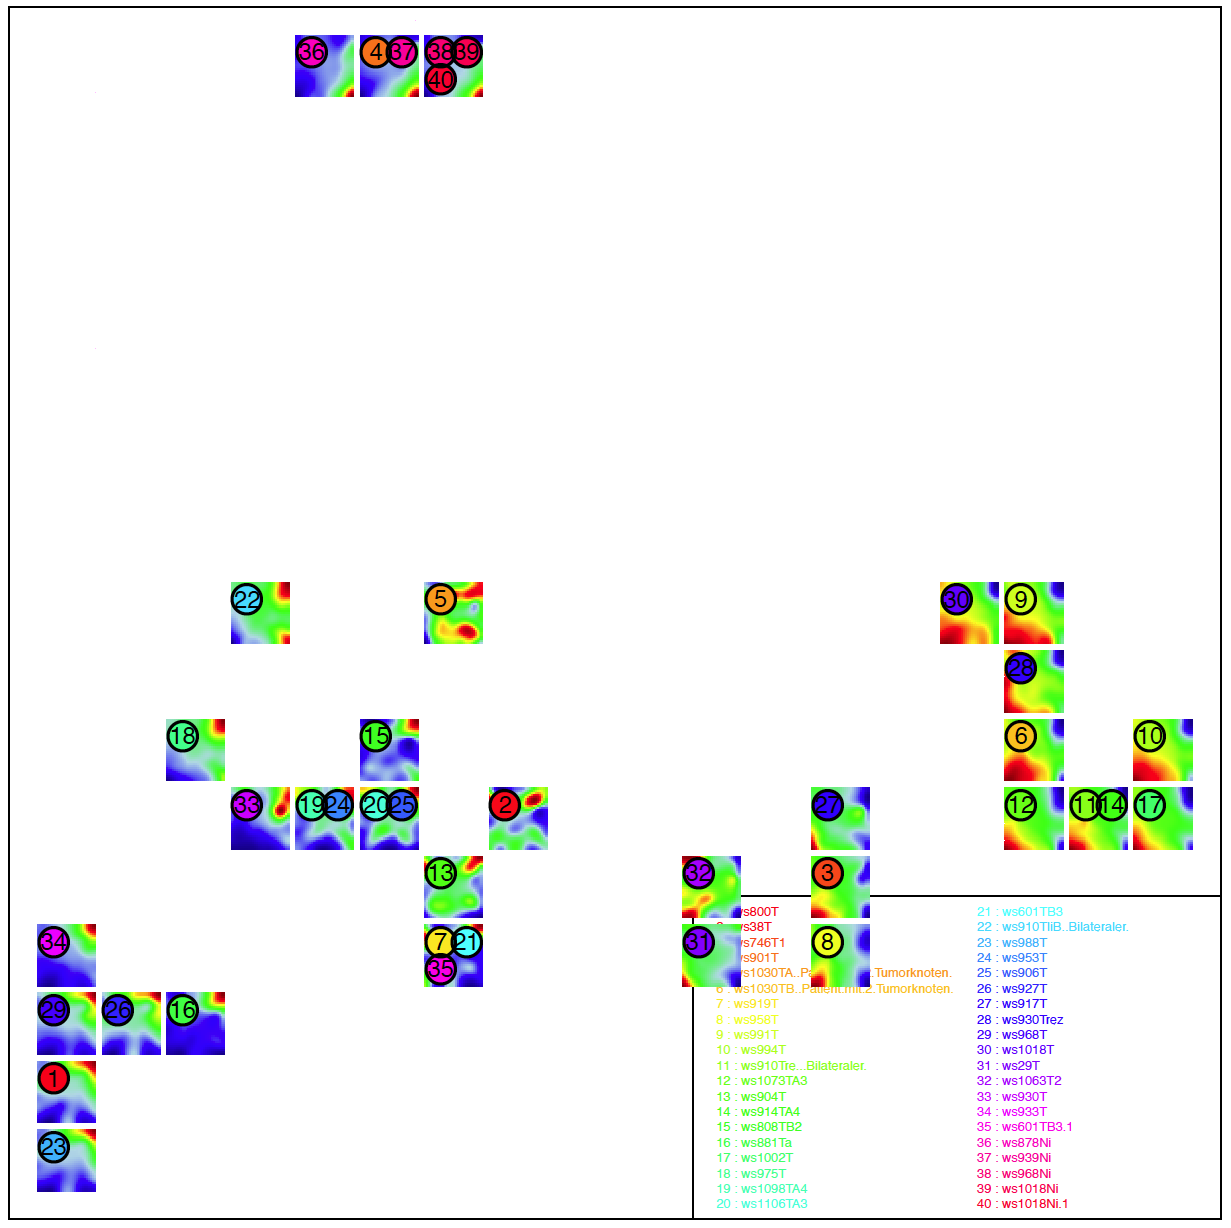 36 4 37 38 39
40
22 5 30 9
28
18 15 6 10
33 19 24 20 25 2 27 12 11 14 17
13 32 3
34 7 21 31 8
35
29 26 16
1
23
ws800T
ws38T
ws746T1
ws901T
ws1030TA..Pa .Tumorknoten.
6 : ws1030TB..Patient.mit.2.Tumorknoten.
7 : ws919T
8 : ws958T
9 : ws991T
10 : ws994T
11 : ws910Tre...Bilateraler.
12 : ws1073TA3
13 : ws904T
14 : ws914TA4
15 : ws808TB2
16 : ws881Ta
17 : ws1002T
18 : ws975T
19 : ws1098TA4
20 : ws1106TA3
21 : ws601TB3
22 : ws910TliB..Bilateraler.
23 : ws988T
24 : ws953T
25 : ws906T
26 : ws927T
27 : ws917T
28 : ws930Trez
29 : ws968T
30 : ws1018T
31 : ws29T
32 : ws1063T2
33 : ws930T
34 : ws933T
35 : ws601TB3.1
36 : ws878Ni
37 : ws939Ni
38 : ws968Ni
39 : ws1018Ni
40 : ws1018Ni.1